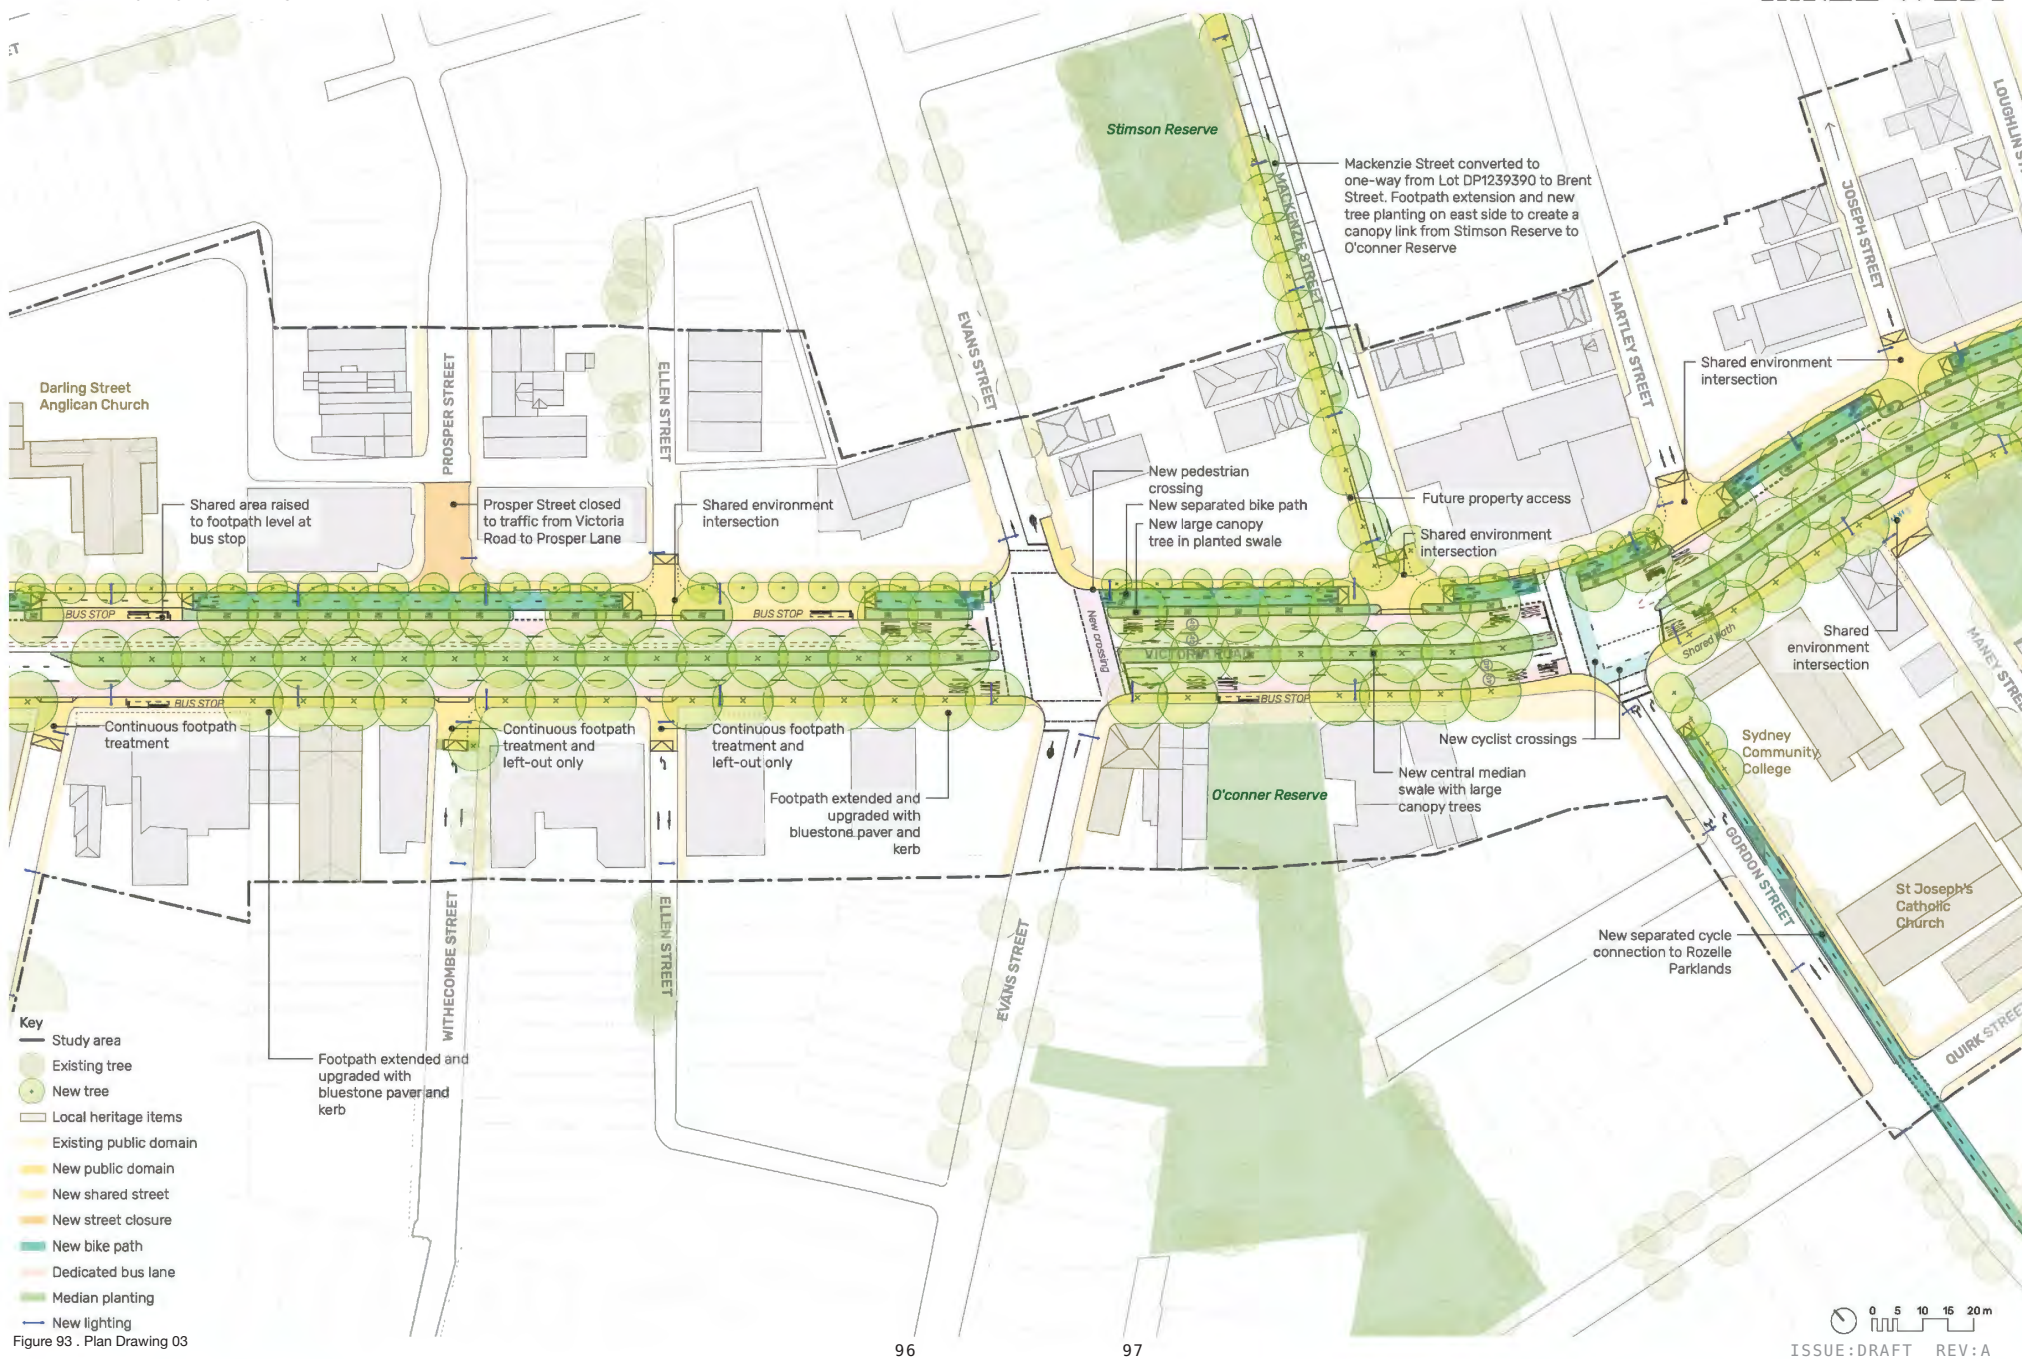 Stimson Reserve
Mackenzie Street converted to
one-way from Lot DP1239390 to Brent
Street. Footpath extension and new
tree planting on east side to create a
canopy link from Stimson Reserve to
O'conner Reserve
MACKENZIE STREET
JOSEPH STREET
HARTLEY STREET
EVANS STREET
PROSPER STREET
ELLEN STREET
Darling Street
Anglican Church
Shared environment
intersection
Shared area raised
to footpath level at
bus stop
Prosper Street closed
to traffic from Victoria
Road to Prosper Lane
Shared environment
intersection
New pedestrian
crossing
New separated bike path
New large canopy
tree in planted swale
Future property access
Shared environment
intersection
BUS STOP
BUS STOP
New crossing
VICTORIA ROAD
Shared path
Shared
environment
intersection
MANEY STREE
BUS STOP
BUS STOP
Continuous footpath
treatment
Continuous footpath
treatment and
left-out only
Continuous footpath
treatment and
left-out only
Footpath extended and
upgraded with
bluestone paver and
kerb
O'conner Reserve
New cyclist crossings
New central median
swale with large
canopy trees
Sydney
Community
College
GORDON STREET
St Joseph's
Catholic
Church
New separated cycle
connection to Rozelle
Parklands
QUIRK STREE
WITHECOMBE STREET
ELLEN STREET
EVANS STREET
Footpath extended and
upgraded with
bluestone paver and
kerb
Key
Study area
Existing tree
New tree
Local heritage items
Existing public domain
New public domain
New shared street
New street closure
New bike path
Dedicated bus lane
Median planting
New lighting
Figure 93 . Plan Drawing 03
96
97
0 5 10 15 20m
ISSUE:DRAFT REV:A